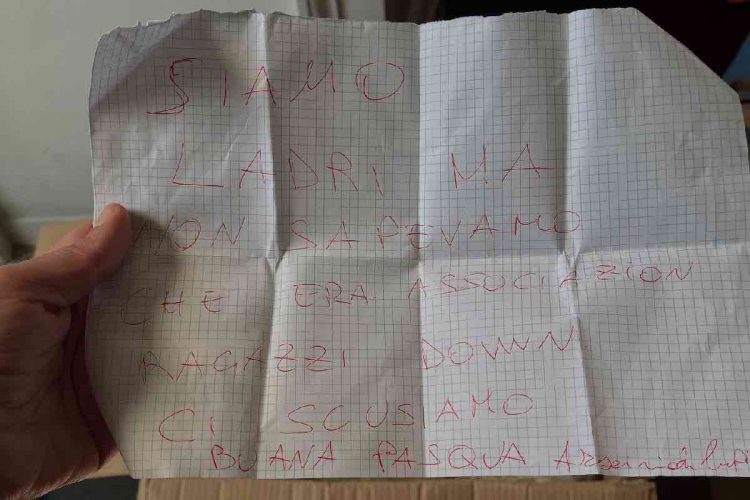 SIAMO
LADRI MA
NON SAPEVAMO
CHE ERA ASSOCIAZION
RAGAZZI DOWN
CI SCUSIAMO
BUANA PASQUA